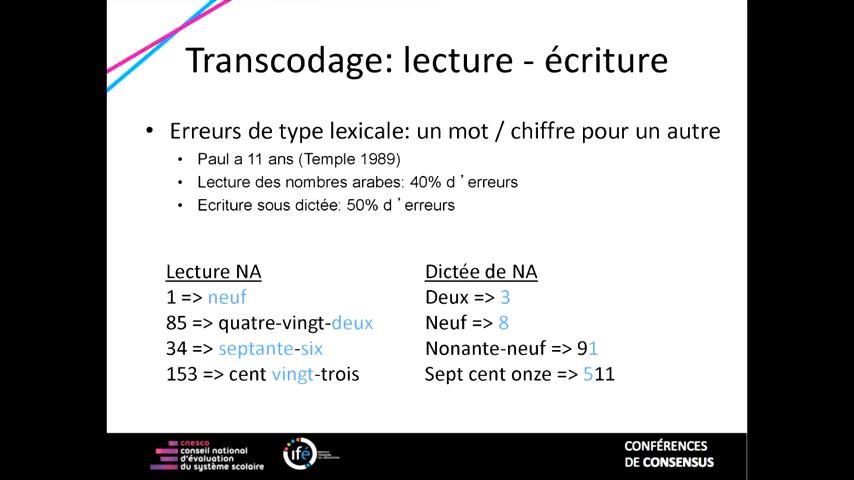 Transcodage: lecture - écriture
• Erreurs de type lexicale: un mot / chiffre pour un autre
• Paul a 11 ans (Temple 1989)
• Lecture des nombres arabes: 40% d ’ erreurs
• Ecriture sous dictée: 50% d ’ erreurs
Lecture NA
1 => neuf
85 => quatre-vingt-deux
34 => septante-six
153 => cent vingt-trois
Dictée de NA
Deux => 3
Neuf => 8
Nonante-neuf => 91
Sept cent onze => 511
cnesco
conseil national
d'évaluation
du système scolaire
ifé
CONFÉRENCES
DE CONSENSUS